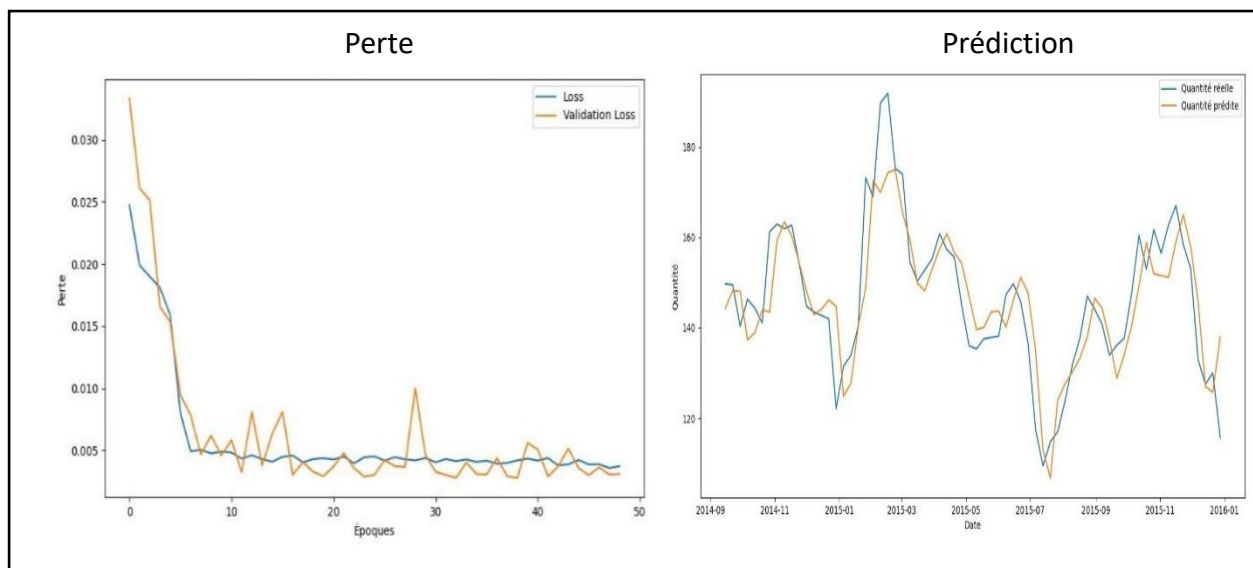 Perte
Loss
Validation Loss
0.030
0.025
0.020
0.015
0.010
0.005
Perte
0 10 20 30 40 50
Époques
Prédiction
Quantité réelle
Quantité prédite
180
160
140
120
Quantité
2014-09 2014-11 2015-01 2015-03 2015-05 2015-07 2015-09 2015-11 2016-01
Date